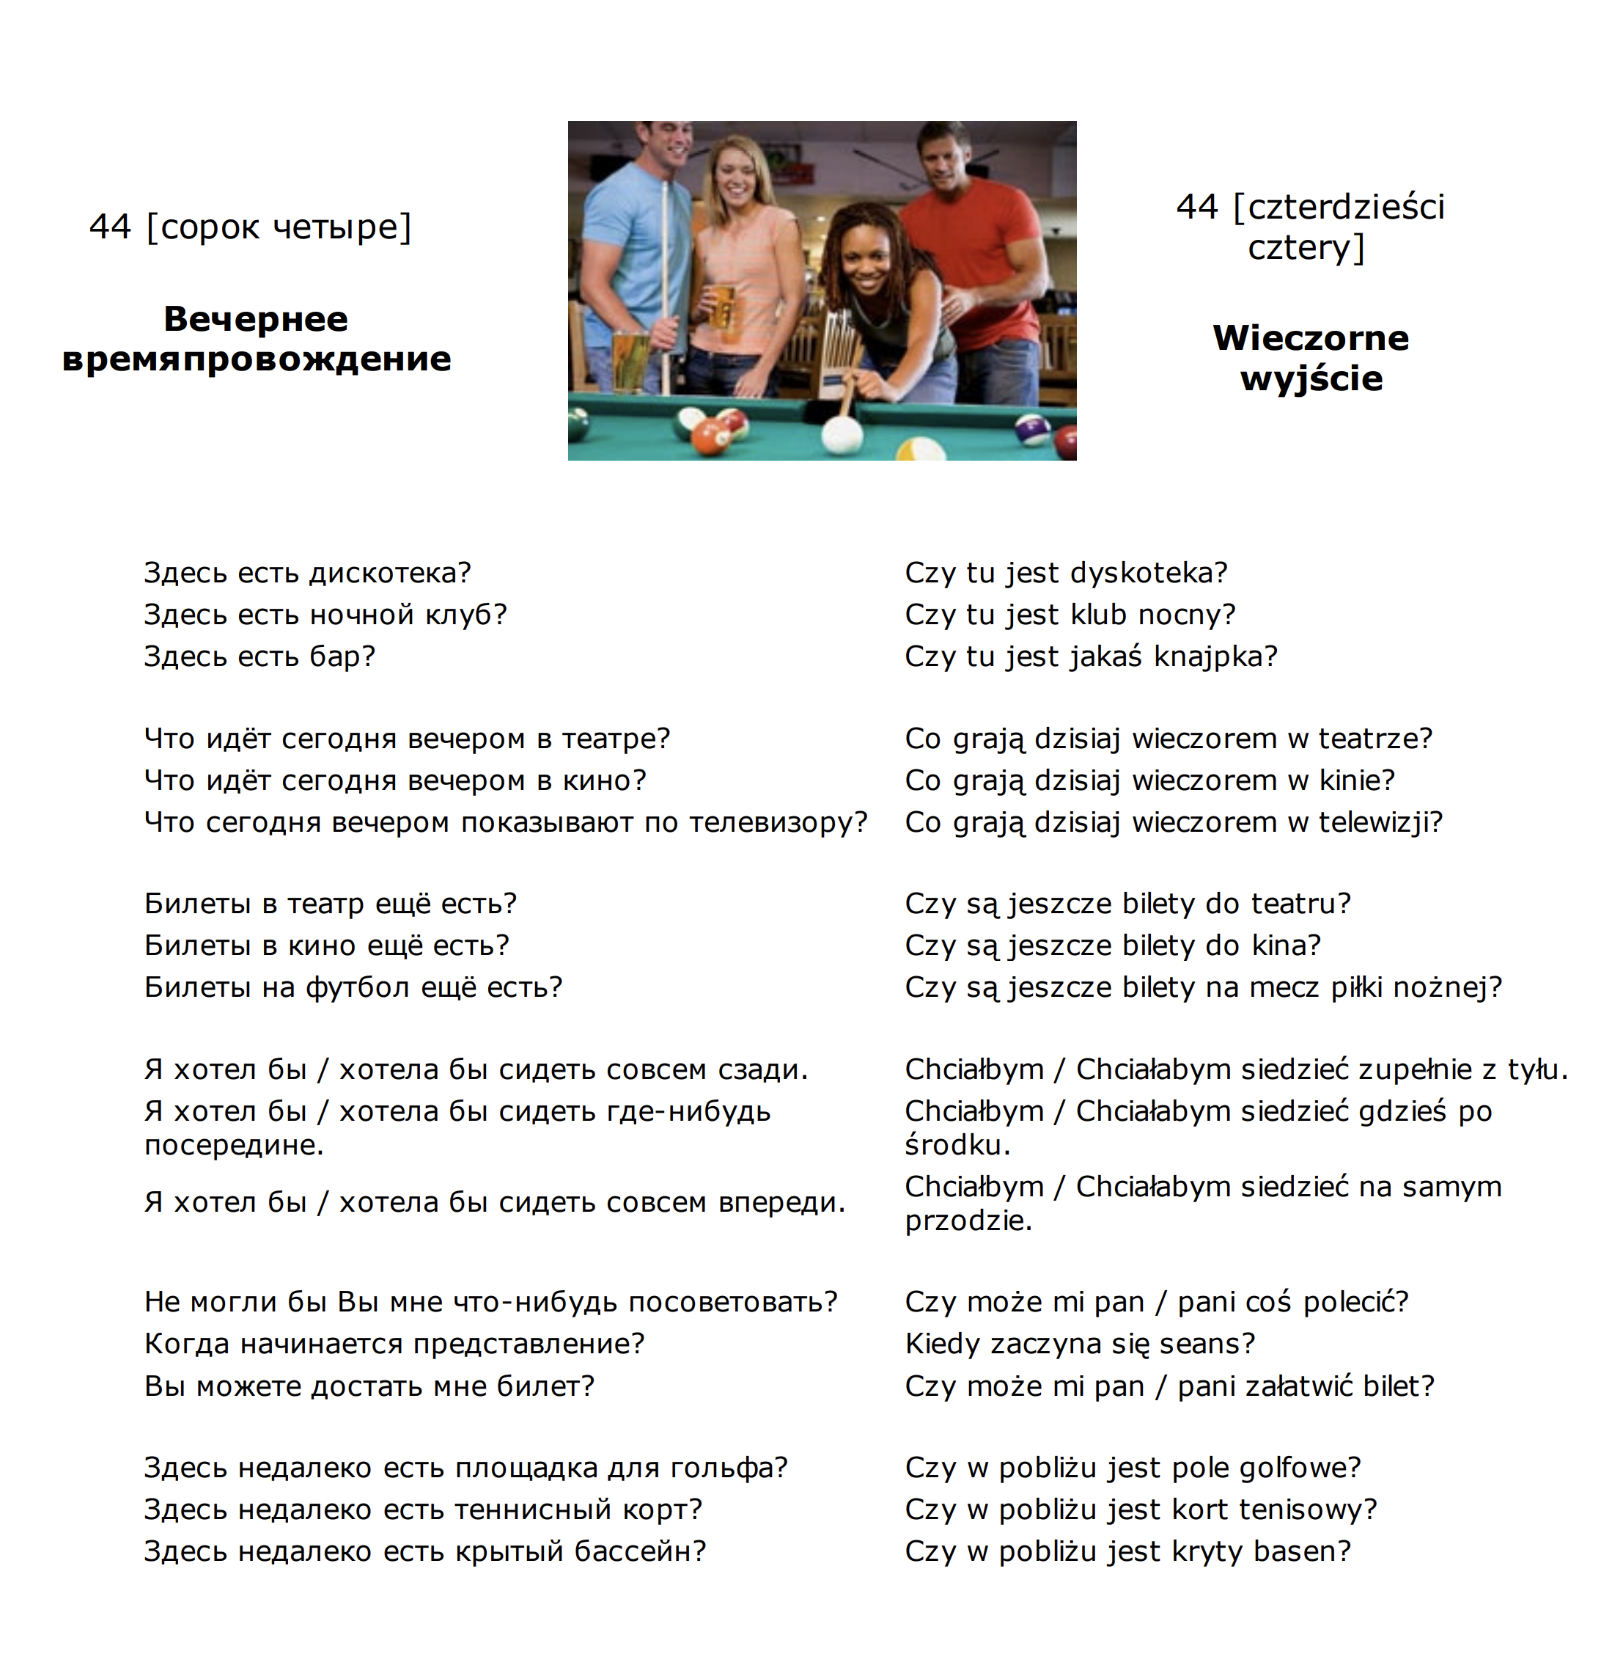 44 [сорок четыре]
Вечернее
времяпровождение
44 [czterdzieści
cztery]
Wieczorne
wyjście
Здесь есть дискотека?
Czy tu jest dyskoteka?
Здесь есть ночной клуб?
Czy tu jest klub nocny?
Здесь есть бар?
Czy tu jest jakaś knajpka?
Что идёт сегодня вечером в театре?
Co grają dzisiaj wieczorem w teatrze?
Что идёт сегодня вечером в кино?
Co grają dzisiaj wieczorem w kinie?
Что сегодня вечером показывают по телевизору?
Co grają dzisiaj wieczorem w telewizji?
Билеты в театр ещё есть?
Czy są jeszcze bilety do teatru?
Билеты в кино ещё есть?
Czy są jeszcze bilety do kina?
Билеты на футбол ещё есть?
Czy są jeszcze bilety na mecz piłki nożnej?
Я хотел бы / хотела бы сидеть совсем сзади.
Chciałbym / Chciałabym siedzieć zupełnie z tyłu.
Я хотел бы / хотела бы сидеть где-нибудь
посередине.
Chciałbym / Chciałabym siedzieć gdzieś po
środku.
Я хотел бы / хотела бы сидеть совсем впереди.
Chciałbym / Chciałabym siedzieć na samym
przodzie.
Не могли бы Вы мне что-нибудь посоветовать?
Czy może mi pan / pani coś polecić?
Когда начинается представление?
Kiedy zaczyna się seans?
Вы можете достать мне билет?
Czy może mi pan / pani załatwić bilet?
Здесь недалеко есть площадка для гольфа?
Czy w pobliżu jest pole golfowe?
Здесь недалеко есть теннисный корт?
Czy w pobliżu jest kort tenisowy?
Здесь недалеко есть крытый бассейн?
Czy w pobliżu jest kryty basen?